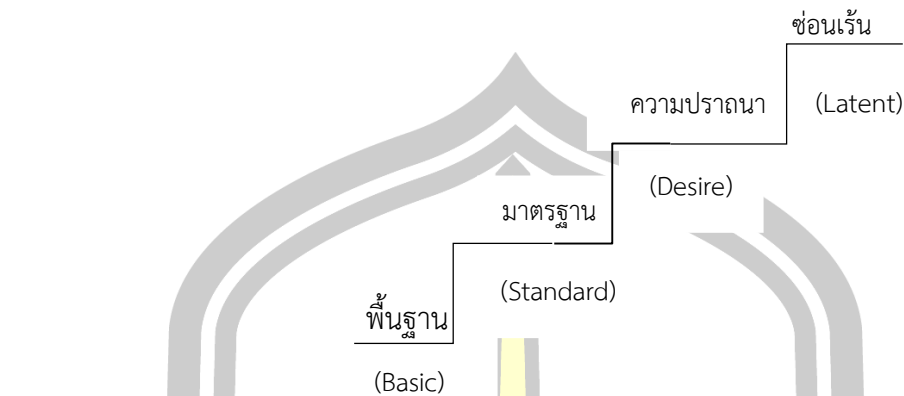 ซ่อนเร้น
ความปราถนา
(Latent)
(Desire)
มาตรฐาน
(Standard)
พื้นฐาน
(Basic)